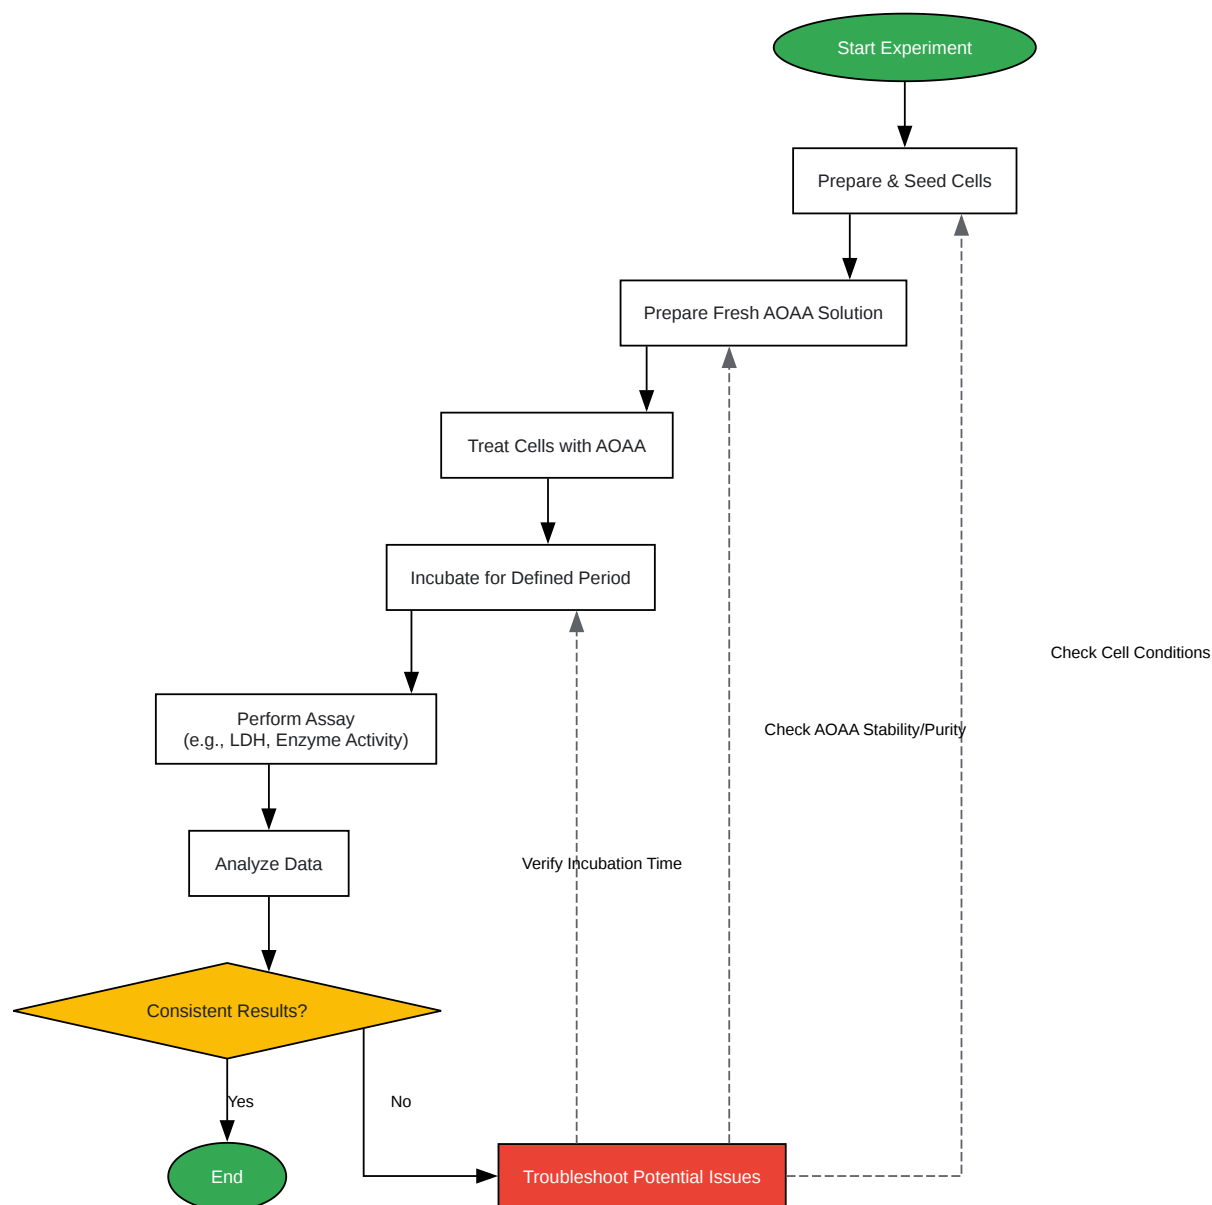 Start Experiment
Prepare & Seed Cells
Prepare Fresh AOAA Solution
Treat Cells with AOAA
Incubate for Defined Period
Check Cell Conditions
Perform Assay
(e.g., LDH, Enzyme Activity)
Check AOAA Stability/Purity
Analyze Data
Verify Incubation Time
Consistent Results?
Yes
No
End
Troubleshoot Potential Issues